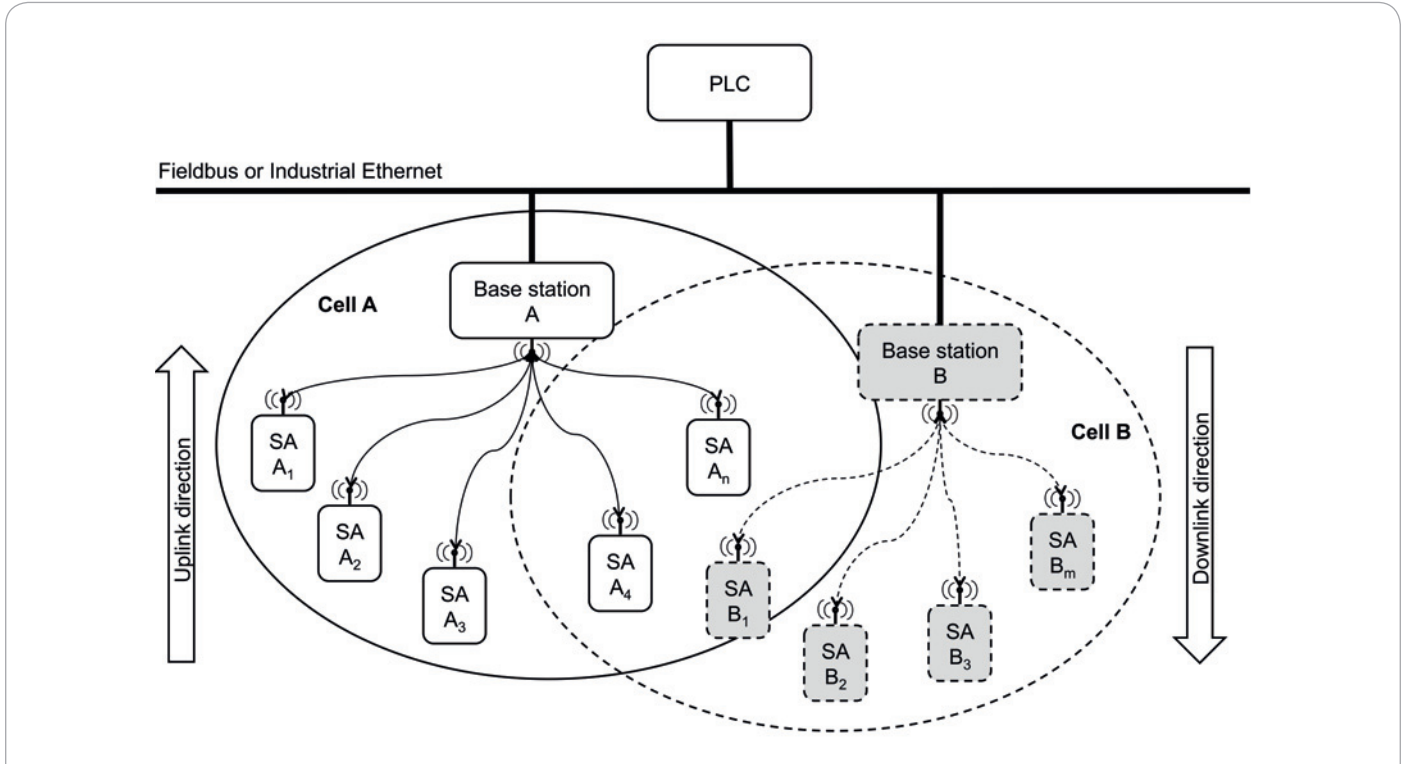 PLC
Fieldbus or Industrial Ethernet
Cell A
Base station
A
Base station
B
Cell B
Uplink direction
Downlink direction
SA
A₁
SA
A₂
SA
A₃
SA
A₄
SA
Aₙ
SA
B₁
SA
B₂
SA
B₃
SA
Bₘ